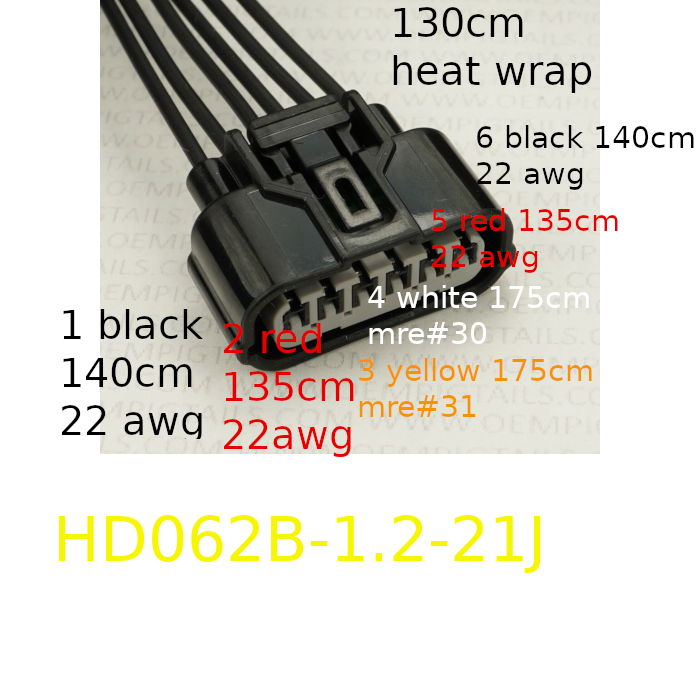 130cm
heat wrap
6 black 140cm
22 awg
5 red 135cm
22 awg
4 white 175cm
mre#30
1 black
140cm
22 awg
2 red
135cm
22awg
3 yellow 175cm
mre#31
HD062B-1.2-21J